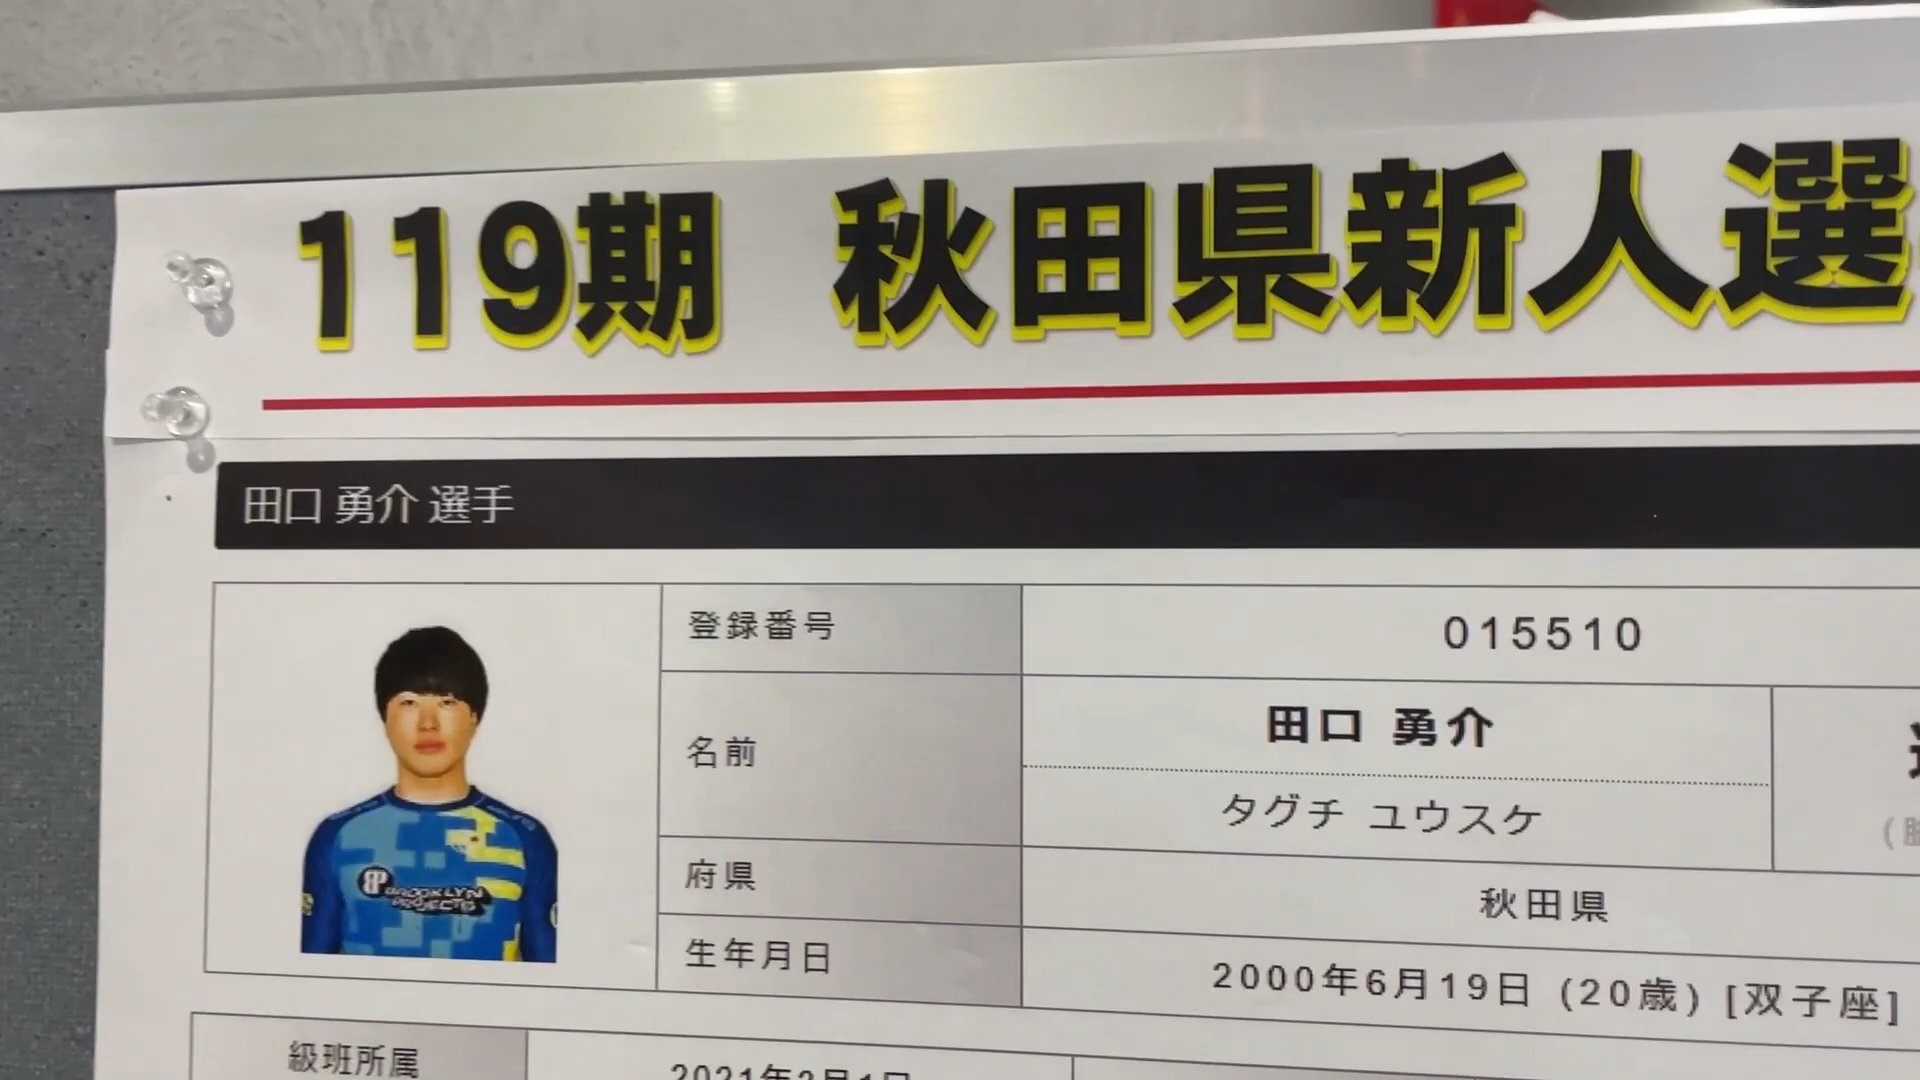 119期 秋田県新人選
田口 勇介 選手
登録番号 015510
名前 田口 勇介
タグチ ユウスケ
府県 秋田県
生年月日 2000年6月19日 (20歳) [双子座]
BP BROOKLYN
PROJECTS
級班所属